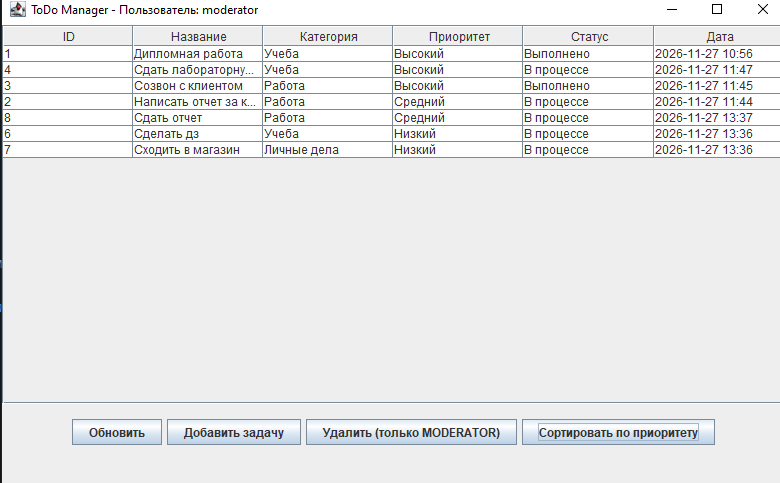 ToDo Manager - Пользователь: moderator
ID Название Категория Приоритет Статус Дата
1 Дипломная работа Учеба Высокий Выполнено 2026-11-27 10:56
4 Сдать лабораторну... Учеба Высокий В процессе 2026-11-27 11:47
3 Созвон с клиентом Работа Высокий Выполнено 2026-11-27 11:45
2 Написать отчет за к... Работа Средний В процессе 2026-11-27 11:44
8 Сдать отчет Работа Средний В процессе 2026-11-27 13:37
6 Сделать дз Учеба Низкий В процессе 2026-11-27 13:36
7 Сходить в магазин Личные дела Низкий В процессе 2026-11-27 13:36
Обновить Добавить задачу Удалить (только MODERATOR) Сортировать по приоритету